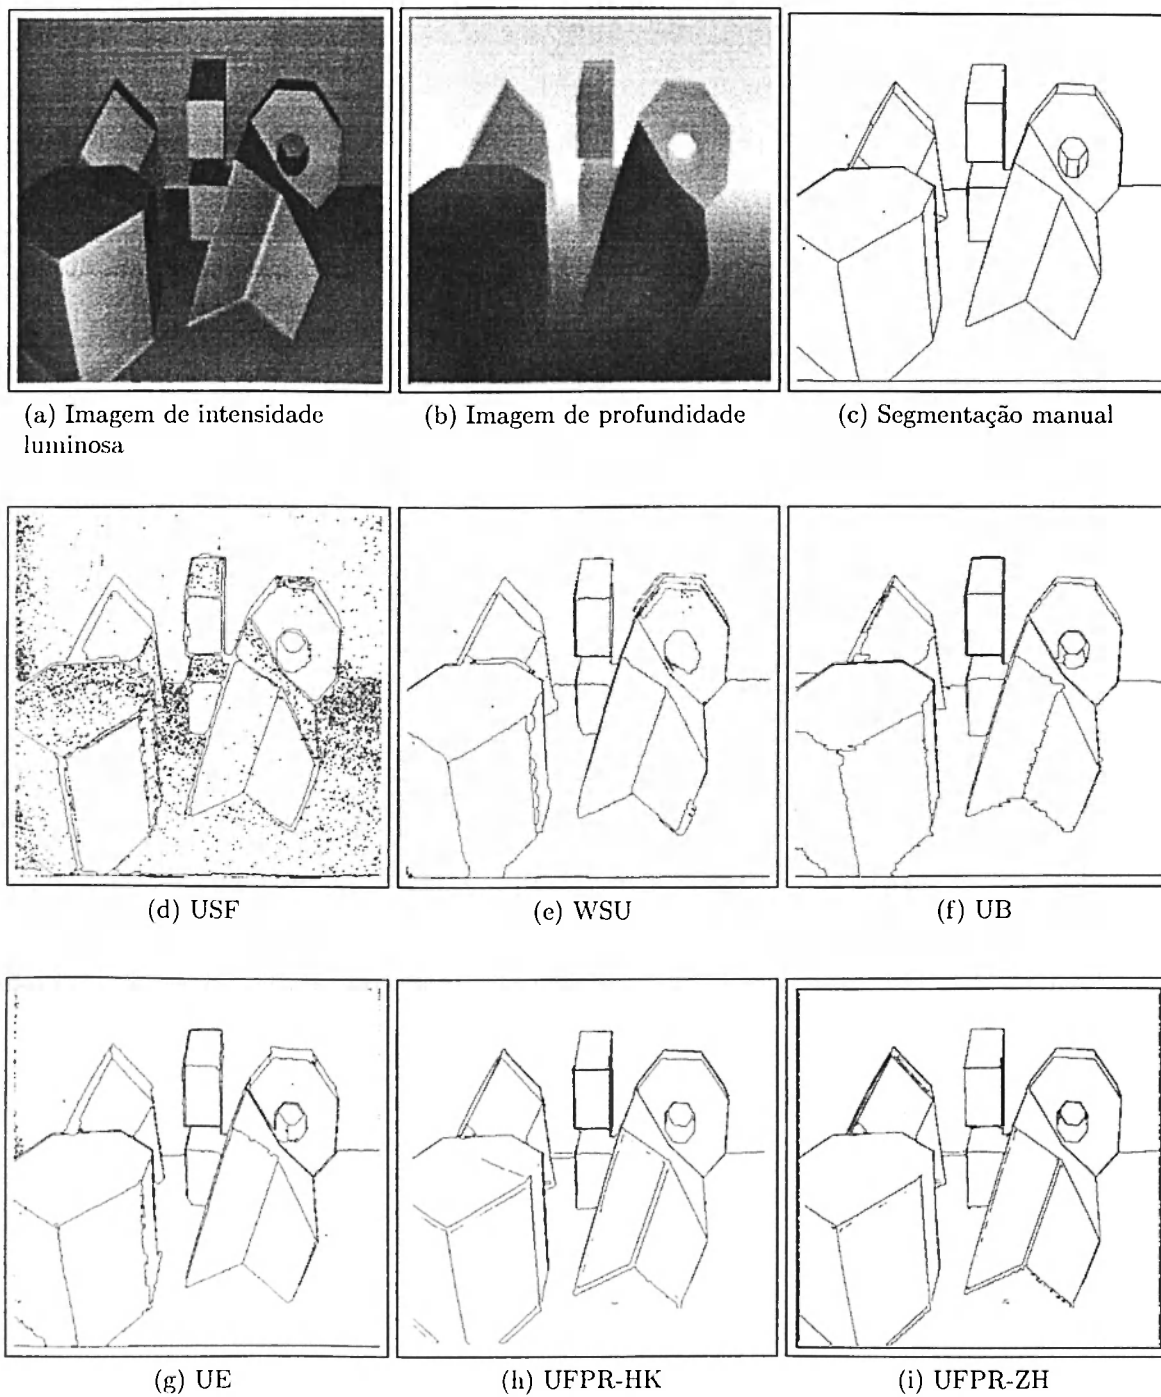 (a) Imagem de intensidade
luminosa
(b) Imagem de profundidade
(c) Segmentação manual
(d) USF
(e) WSU
(f) UB
(g) UE
(h) UFPR-HK
(i) UFPR-ZH